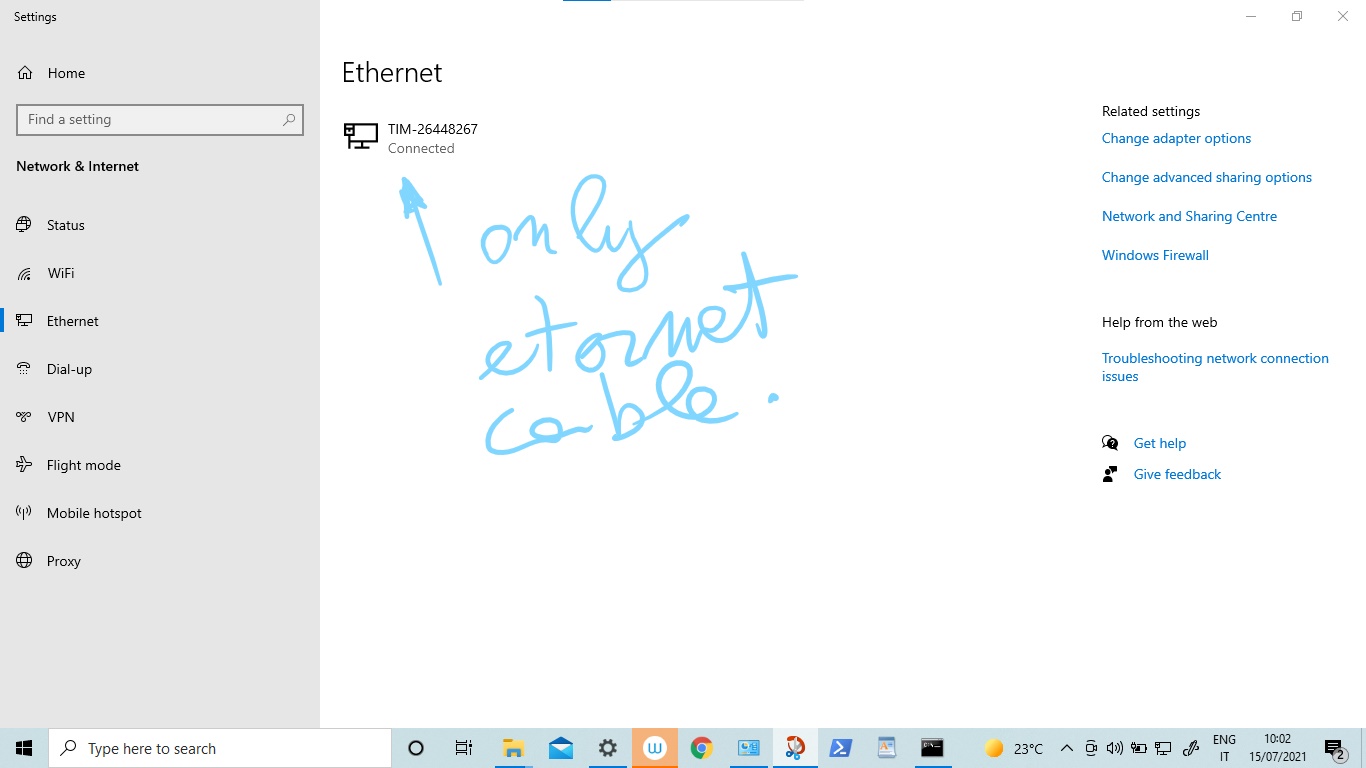 Settings
Home
Find a setting
Network & Internet
Status
WiFi
Ethernet
Dial-up
VPN
Flight mode
Mobile hotspot
Proxy
Ethernet
TIM-26448267
Connected
only
etornet
cable.
Related settings
Change adapter options
Change advanced sharing options
Network and Sharing Centre
Windows Firewall
Help from the web
Troubleshooting network connection
issues
Get help
Give feedback
Type here to search
W
23°C
ENG
IT
10:02
15/07/2021
2